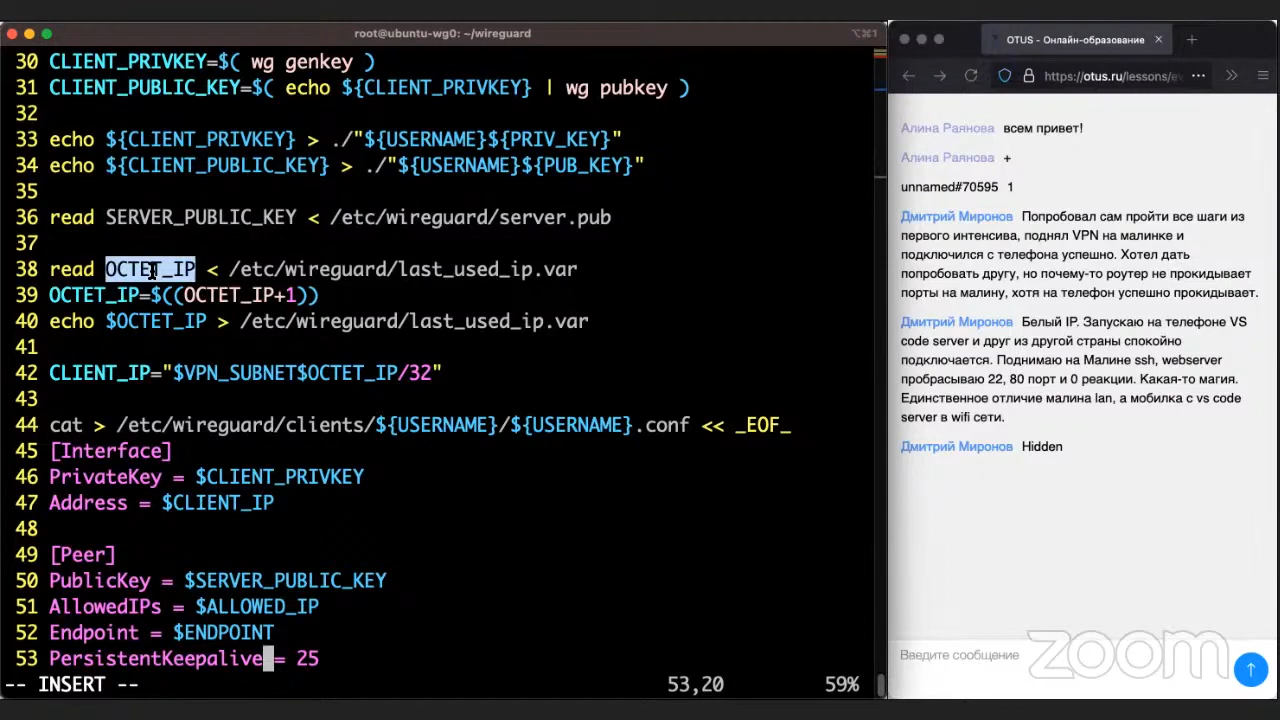 root@ubuntu-wg0: ~/wireguard
⌥⌘1
30 CLIENT_PRIVKEY=$( wg genkey )
31 CLIENT_PUBLIC_KEY=$( echo ${CLIENT_PRIVKEY} | wg pubkey )
32
33 echo ${CLIENT_PRIVKEY} > ./"${USERNAME}${PRIV_KEY}"
34 echo ${CLIENT_PUBLIC_KEY} > ./"${USERNAME}${PUB_KEY}"
35
36 read SERVER_PUBLIC_KEY < /etc/wireguard/server.pub
37
38 read OCTET_IP < /etc/wireguard/last_used_ip.var
39 OCTET_IP=$((OCTET_IP+1))
40 echo $OCTET_IP > /etc/wireguard/last_used_ip.var
41
42 CLIENT_IP="$VPN_SUBNET$OCTET_IP/32"
43
44 cat > /etc/wireguard/clients/${USERNAME}/${USERNAME}.conf << _EOF_
45 [Interface]
46 PrivateKey = $CLIENT_PRIVKEY
47 Address = $CLIENT_IP
48
49 [Peer]
50 PublicKey = $SERVER_PUBLIC_KEY
51 AllowedIPs = $ALLOWED_IP
52 Endpoint = $ENDPOINT
53 PersistentKeepalive = 25
-- INSERT -- 53,20 59%
OTUS - Онлайн-образование
https://otus.ru/lessons/ev
Алина Раянова всем привет!
Алина Раянова +
unnamed#70595 1
Дмитрий Миронов Попробовал сам пройти все шаги из
первого интенсива, поднял VPN на малинке и
подключился с телефона успешно. Хотел дать
попробовать другу, но почему-то роутер не прокидывает
порты на малину, хотя на телефон успешно прокидывает.
Дмитрий Миронов Белый IP. Запускаю на телефоне VS
code server и друг из другой страны спокойно
подключается. Поднимаю на Малине ssh, webserver
пробрасываю 22, 80 порт и 0 реакции. Какая-то магия.
Единственное отличие малина lan, а мобилка с vs code
server в wifi сети.
Дмитрий Миронов Hidden
Введите сообщение
zoom